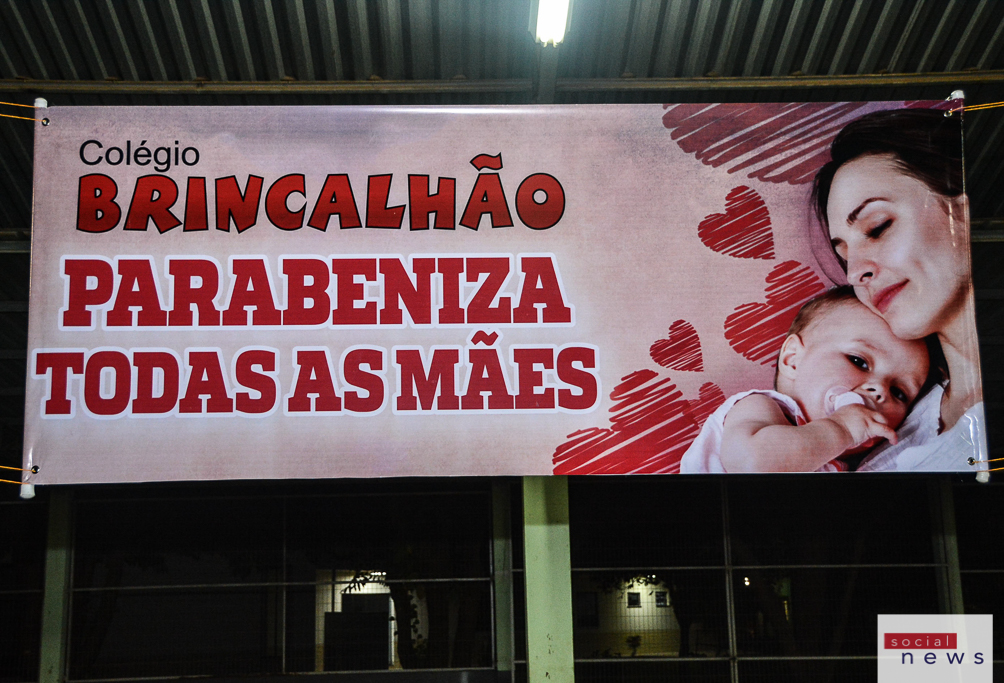 Colégio
BRINCALHÃO
PARABENIZA
TODAS AS MÃES
social
news